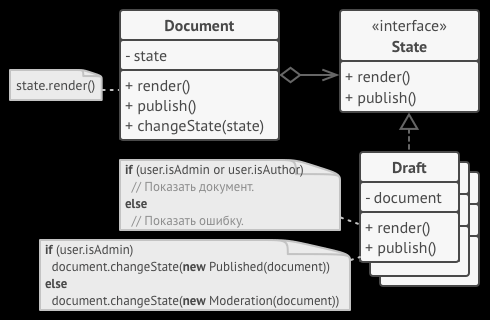 Document
- state
+ render()
+ publish()
+ changeState(state)
«interface»
State
+ render()
+ publish()
state.render()
Draft
- document
+ render()
+ publish()
if (user.isAdmin or user.isAuthor)
// Показать документ.
else
// Показать ошибку.
if (user.isAdmin)
document.changeState(new Published(document))
else
document.changeState(new Moderation(document))